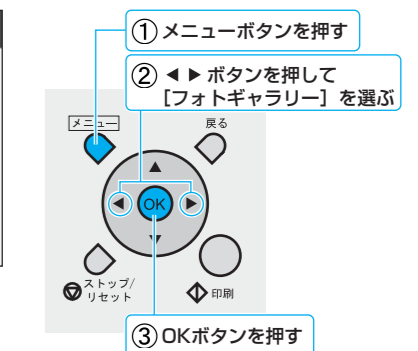 ① メニューボタンを押す
② ◀ ▶ ボタンを押して
［フォトギャラリー］を選ぶ
メニュー
戻る
OK
ストップ/
リセット
印刷
③ OKボタンを押す